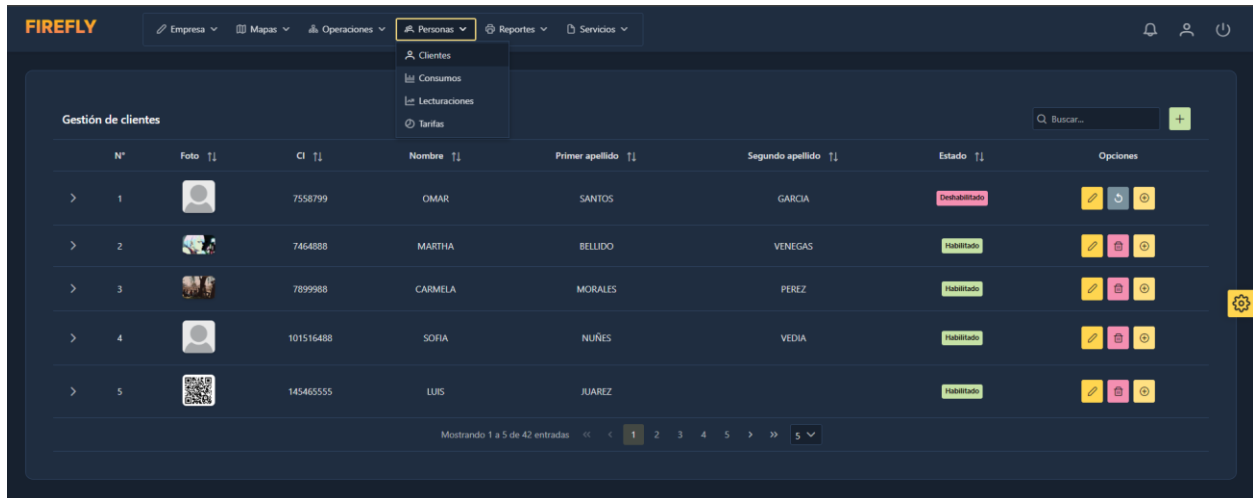 FIREFLY Empresa Mapas Operaciones Personas Reportes Servicios
Clientes
Consumos
Lecturaciones
Tarifas
Gestión de clientes Buscar...
N° Foto CI Nombre Primer apellido Segundo apellido Estado Opciones
1 7558799 OMAR SANTOS GARCIA Deshabilitado
2 7464888 MARTHA BELLIDO VENEGAS Habilitado
3 7899988 CARMELA MORALES PEREZ Habilitado
4 101516488 SOFIA NUÑES VEDIA Habilitado
5 145465555 LUIS JUAREZ Habilitado
Mostrando 1 a 5 de 42 entradas « < 1 2 3 4 5 > » 5